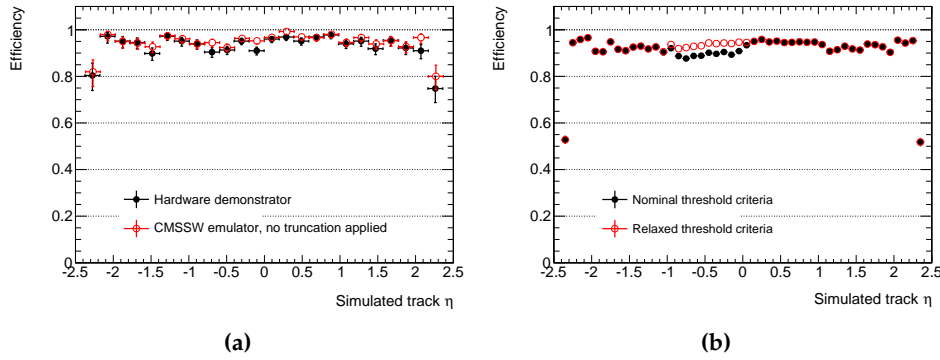 Efficiency
1
0.8
0.6
0.4
0.2
0
Hardware demonstrator
CMSSW emulator, no truncation applied
-2.5 -2 -1.5 -1 -0.5 0 0.5 1 1.5 2 2.5
Simulated track η
(a)
Efficiency
1
0.8
0.6
0.4
0.2
0
Nominal threshold criteria
Relaxed threshold criteria
-2.5 -2 -1.5 -1 -0.5 0 0.5 1 1.5 2 2.5
Simulated track η
(b)